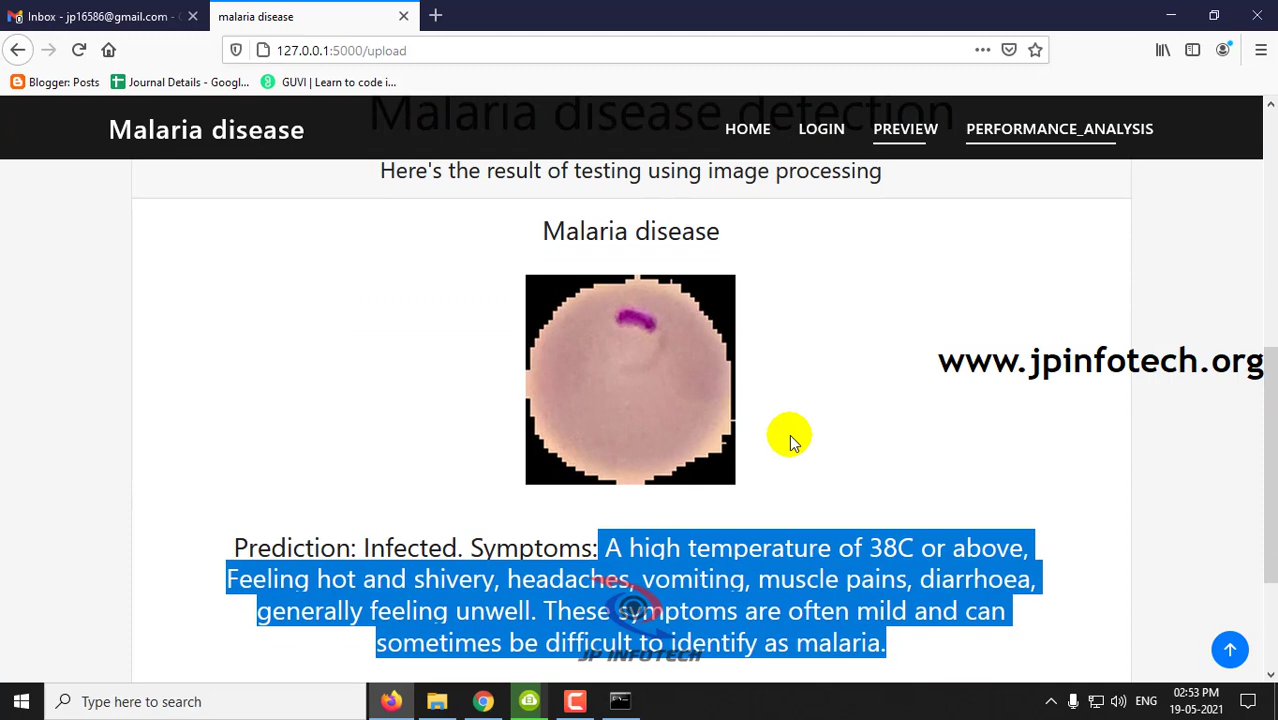 Inbox - jp16586@gmail.com -
malaria disease
127.0.0.1:5000/upload
Blogger: Posts
Journal Details - Googl...
GUVI | Learn to code i...
Malaria disease detection
Malaria disease
HOME
LOGIN
PREVIEW
PERFORMANCE_ANALYSIS
Here's the result of testing using image processing
Malaria disease
www.jpinfotech.org
Prediction: Infected. Symptoms: A high temperature of 38C or above,
Feeling hot and shivery, headaches, vomiting, muscle pains, diarrhoea,
generally feeling unwell. These symptoms are often mild and can
sometimes be difficult to identify as malaria.
JP INFOTECH
Type here to search
ENG
02:53 PM
19-05-2021